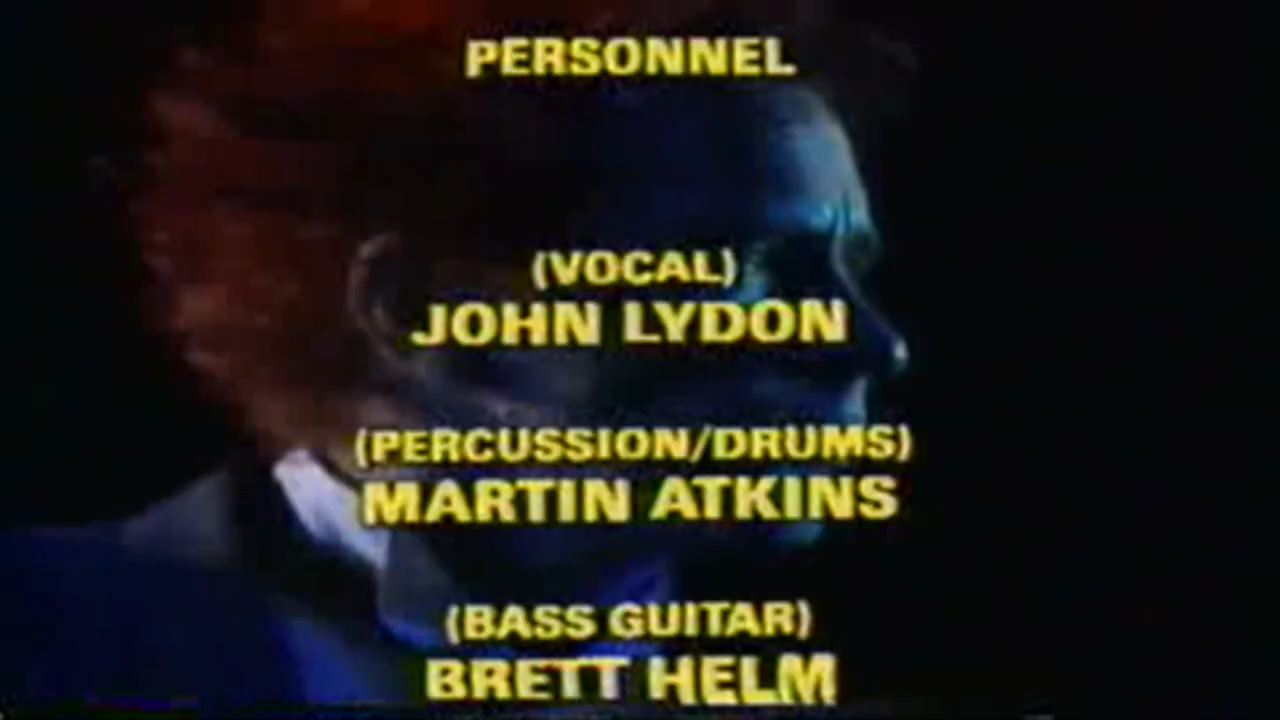 PERSONNEL
(VOCAL)
JOHN LYDON
(PERCUSSION/DRUMS)
MARTIN ATKINS
(BASS GUITAR)
BRETT HELM